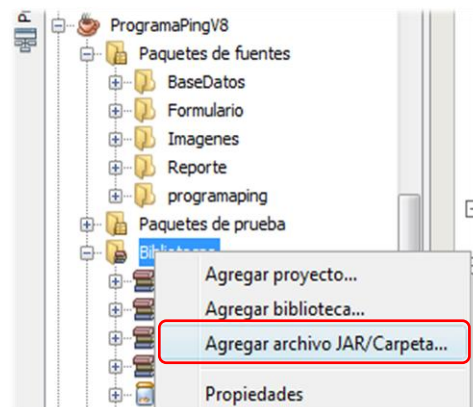 ProgramaPingV8
Paquetes de fuentes
BaseDatos
Formulario
Imagenes
Reporte
programaping
Paquetes de prueba
Agregar proyecto...
Agregar biblioteca...
Agregar archivo JAR/Carpeta...
Propiedades